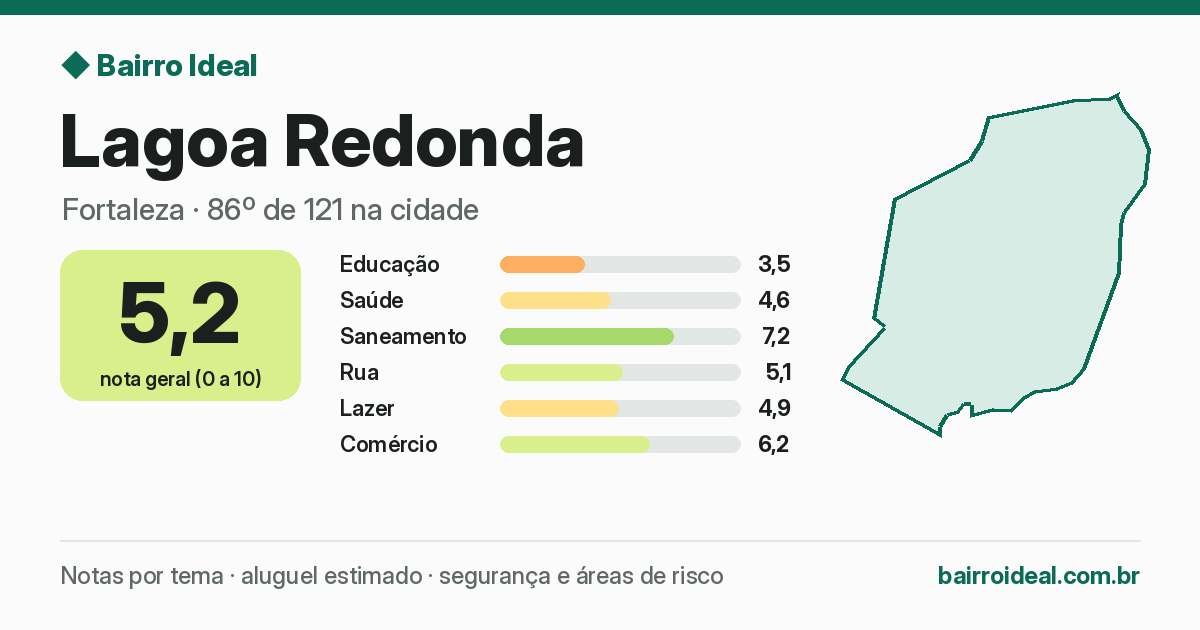 Bairro Ideal
Lagoa Redonda
Fortaleza · 86º de 121 na cidade
5,2
nota geral (0 a 10)
Educação 3,5
Saúde 4,6
Saneamento 7,2
Rua 5,1
Lazer 4,9
Comércio 6,2
Notas por tema · aluguel estimado · segurança e áreas de risco
bairroideal.com.br